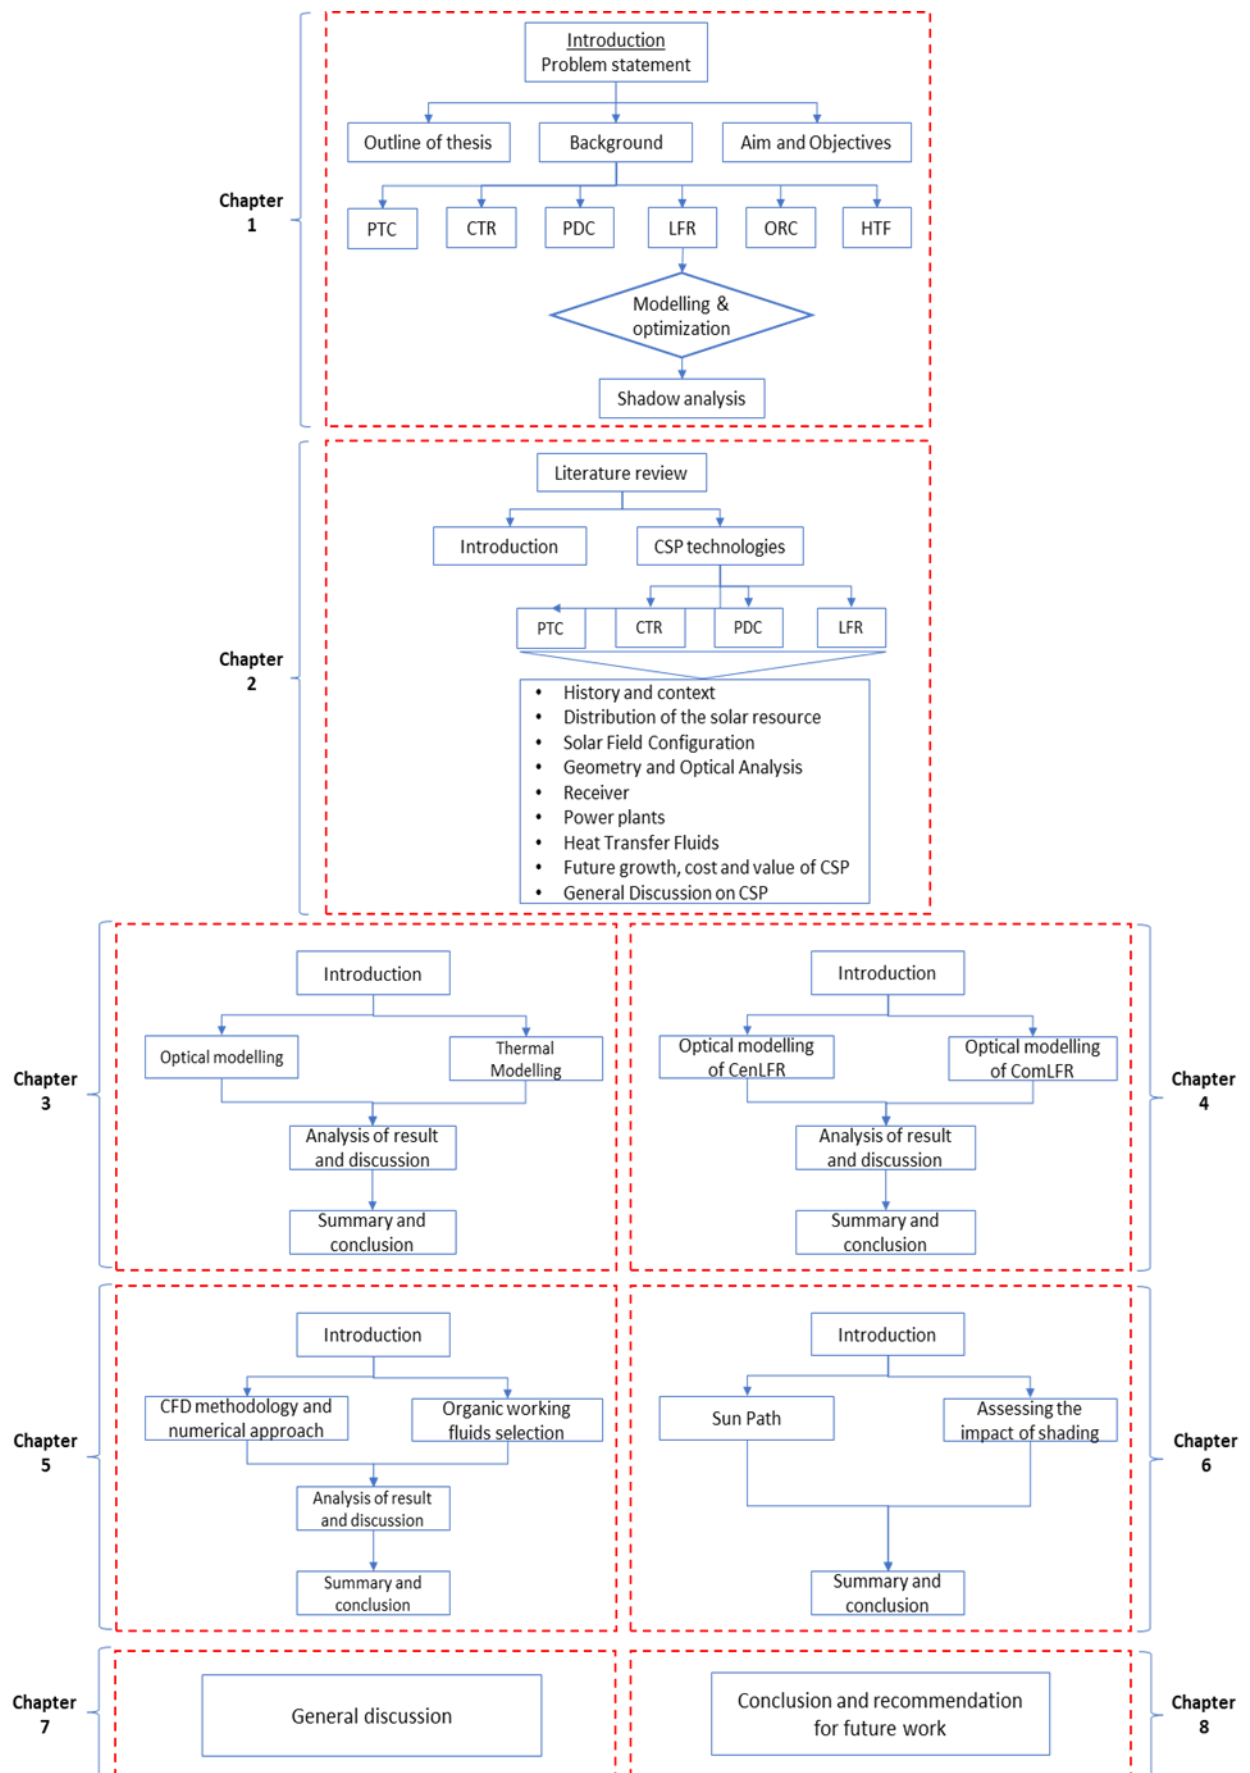 Introduction
Problem statement
Outline of thesis
Background
Aim and Objectives
Chapter
1
PTC
CTR
PDC
LFR
ORC
HTF
Modelling &
optimization
Shadow analysis
Literature review
Introduction
CSP technologies
PTC
CTR
PDC
LFR
Chapter
2
• History and context
• Distribution of the solar resource
• Solar Field Configuration
• Geometry and Optical Analysis
• Receiver
• Power plants
• Heat Transfer Fluids
• Future growth, cost and value of CSP
• General Discussion on CSP
Chapter
3
Introduction
Optical modelling
Thermal
Modelling
Analysis of result
and discussion
Summary and
conclusion
Introduction
Optical modelling
of CenLFR
Optical modelling
of ComLFR
Analysis of result
and discussion
Summary and
conclusion
Chapter
4
Chapter
5
Introduction
CFD methodology and
numerical approach
Organic working
fluids selection
Analysis of result
and discussion
Summary and
conclusion
Introduction
Sun Path
Assessing the
impact of shading
Summary and
conclusion
Chapter
6
Chapter
7
General discussion
Conclusion and recommendation
for future work
Chapter
8